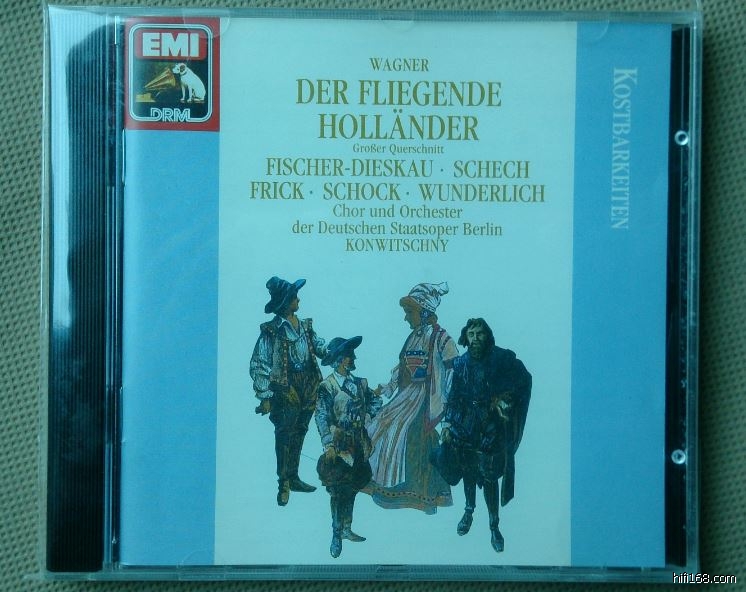 EMI
DRM
WAGNER
DER FLIEGENDE
HOLLÄNDER
Großer Querschnitt
FISCHER-DIESKAU · SCHECH
FRICK · SCHOCK · WUNDERLICH
Chor und Orchester
der Deutschen Staatsoper Berlin
KONWITSCHNY
KOSTBARKEITEN
hifi168.com